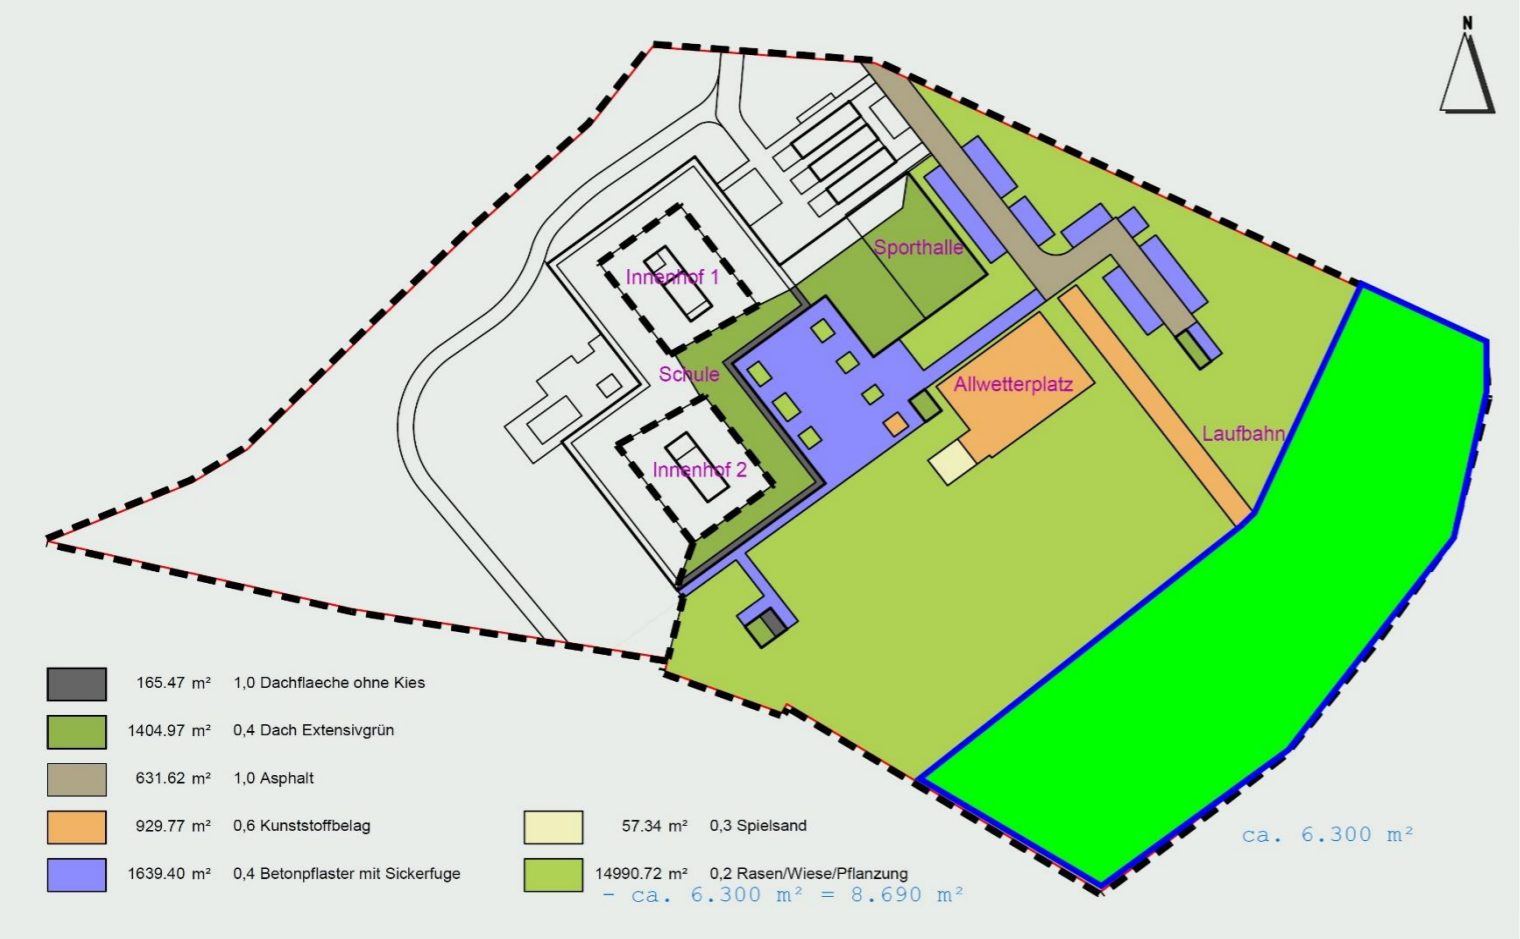 N
Sporthalle
Innenhof 1
Schule
Allwetterplatz
Laufbahn
Innenhof 2
165.47 m² 1,0 Dachflaeche ohne Kies
1404.97 m² 0,4 Dach Extensivgrün
631.62 m² 1,0 Asphalt
929.77 m² 0,6 Kunststoffbelag
1639.40 m² 0,4 Betonpflaster mit Sickerfuge
57.34 m² 0,3 Spielsand
14990.72 m² 0,2 Rasen/Wiese/Pflanzung
- ca. 6.300 m² = 8.690 m²
ca. 6.300 m²